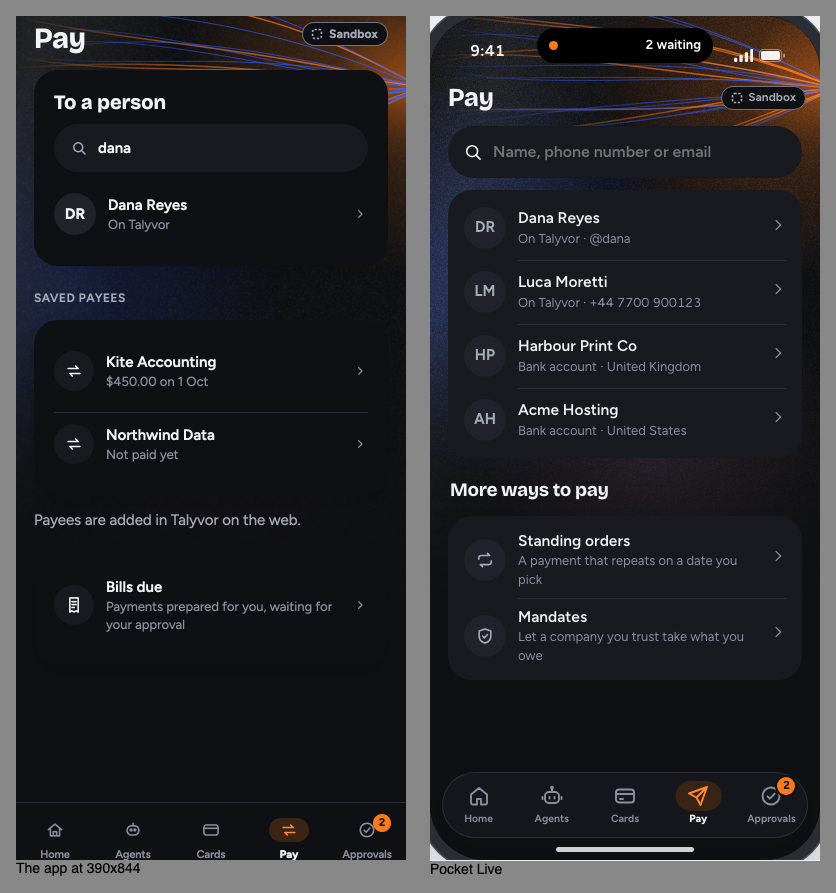 Pay
Sandbox
To a person
dana
DR
Dana Reyes
On Talyvor
SAVED PAYEES
Kite Accounting
$450.00 on 1 Oct
Northwind Data
Not paid yet
Payees are added in Talyvor on the web.
Bills due
Payments prepared for you, waiting for
your approval
2
Home
Agents
Cards
Pay
Approvals
The app at 390x844
9:41
2 waiting
Pay
Sandbox
Name, phone number or email
DR
Dana Reyes
On Talyvor · @dana
LM
Luca Moretti
On Talyvor · +44 7700 900123
HP
Harbour Print Co
Bank account · United Kingdom
AH
Acme Hosting
Bank account · United States
More ways to pay
Standing orders
A payment that repeats on a date you
pick
Mandates
Let a company you trust take what you
owe
2
Home
Agents
Cards
Pay
Approvals
Pocket Live